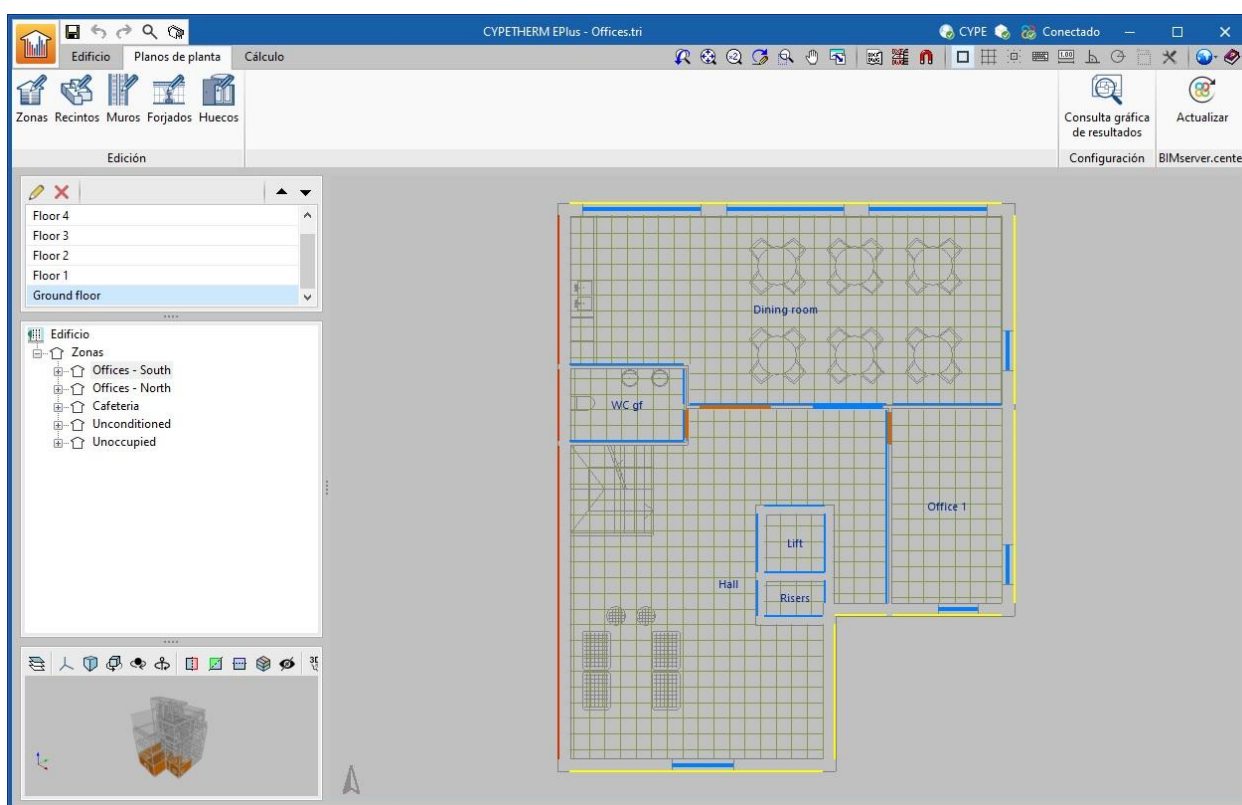 CYPETHERM EPlus - Offices.tri
CYPE
Conectado
Edificio
Planos de planta
Cálculo
Zonas
Recintos
Muros
Forjados
Huecos
Consulta gráfica
de resultados
Actualizar
Edición
Configuración
BIMserver.cente
Floor 4
Floor 3
Floor 2
Floor 1
Ground floor
Edificio
Zonas
Offices - South
Offices - North
Cafeteria
Unconditioned
Unoccupied
Dining room
WC gf
Office 1
Lift
Hall
Risers